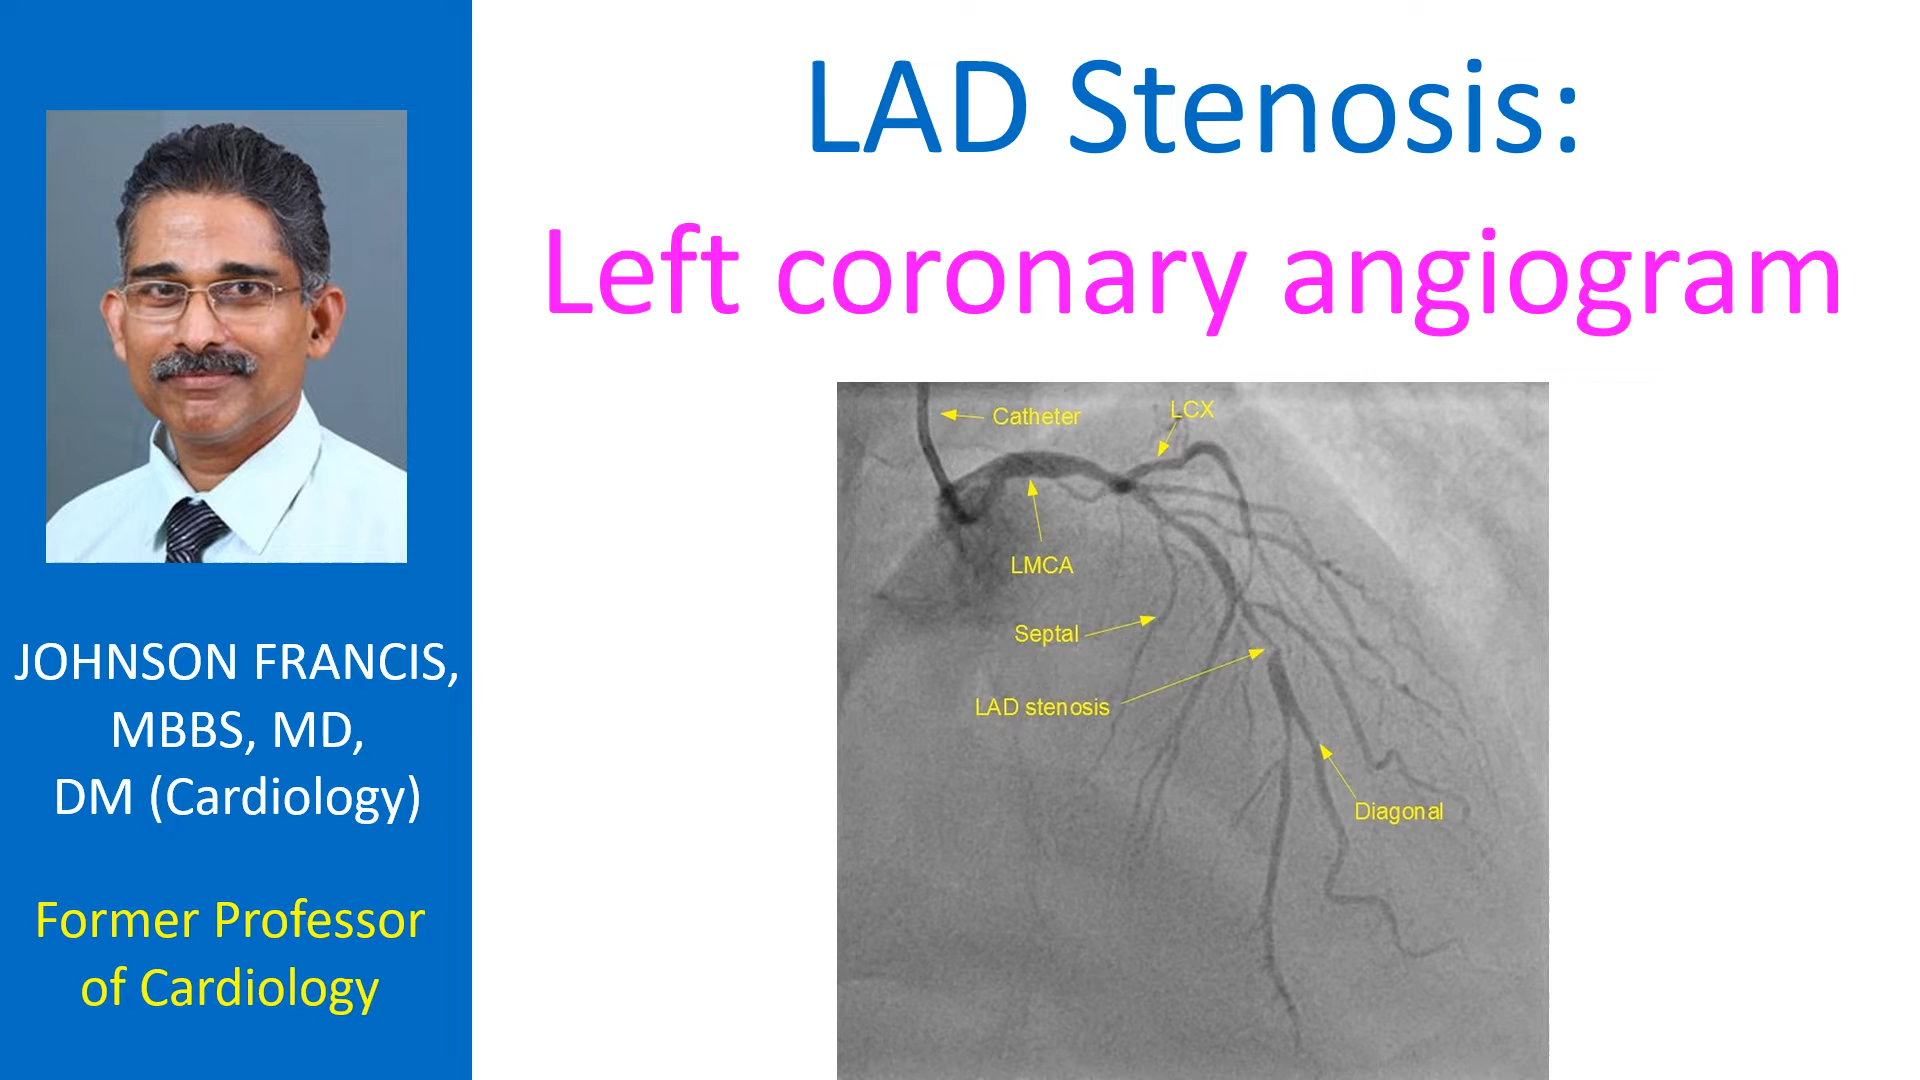 JOHNSON FRANCIS,
MBBS, MD,
DM (Cardiology)
Former Professor
of Cardiology
LAD Stenosis:
Left coronary angiogram
Catheter
LCX
LMCA
Septal
LAD stenosis
Diagonal